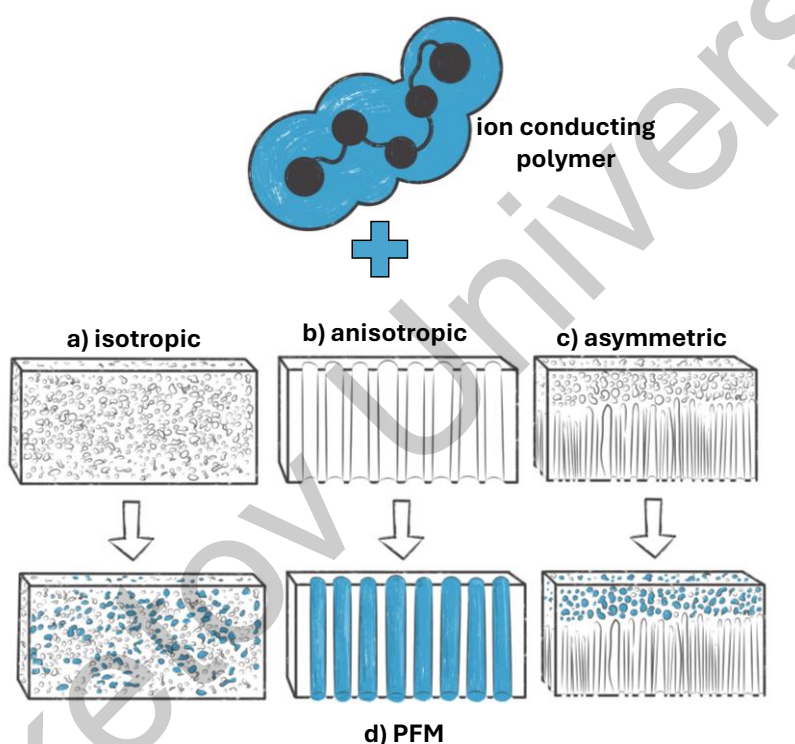 ion conducting
polymer
a) isotropic
b) anisotropic
c) asymmetric
d) PFM